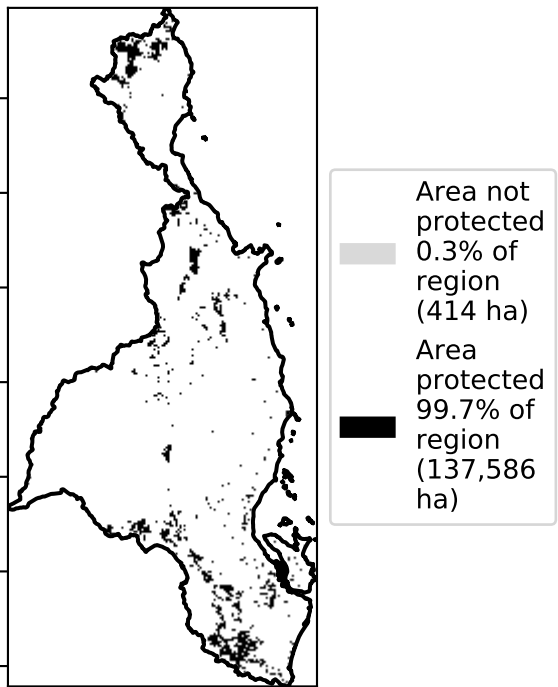 Area not
protected
0.3% of
region
(414 ha)
Area
protected
99.7% of
region
(137,586
ha)